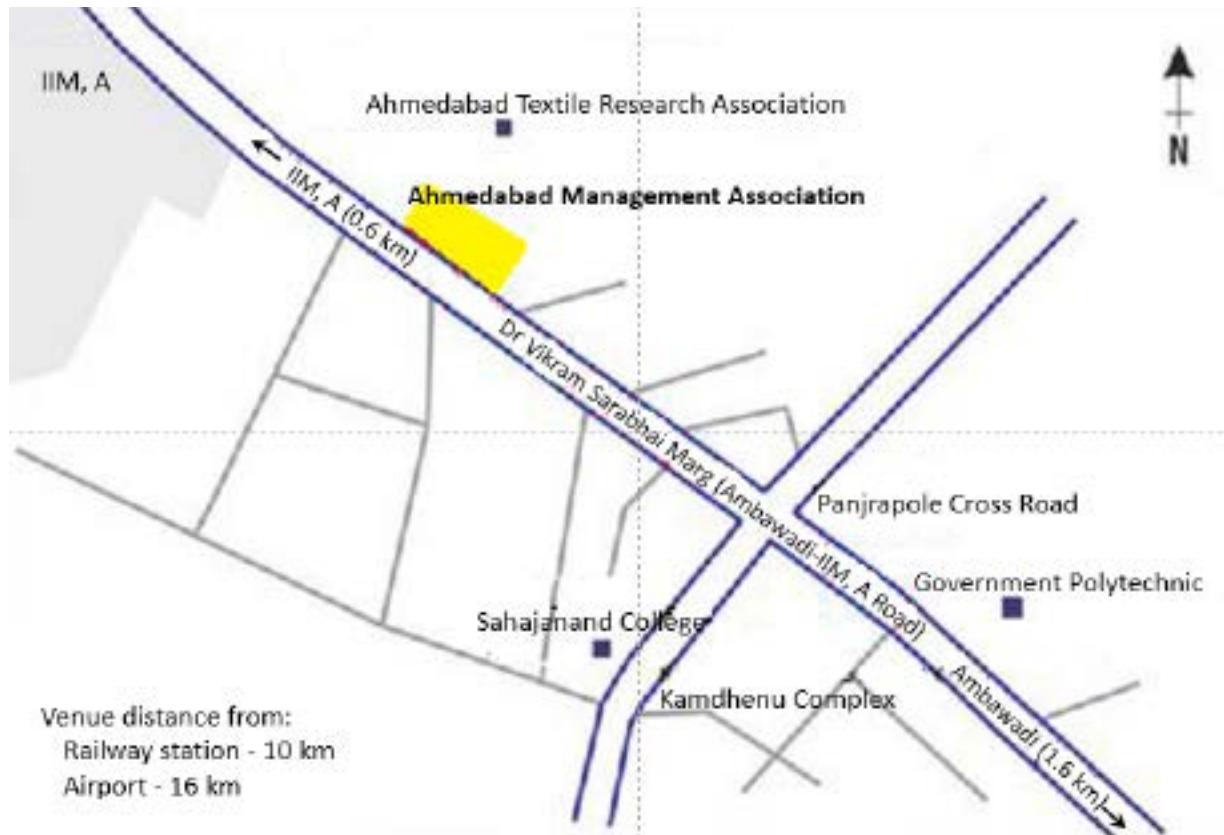 IIM, A
Ahmedabad Textile Research Association
N
Ahmedabad Management Association
IIM, A (0.6 km)
Dr Vikram Sarabhai Marg (Ambawadi-IIM, A Road)
Panjrapole Cross Road
Government Polytechnic
Sahajanand College
Kamdhenu Complex
Ambawadi (1.6 km)
Venue distance from:
Railway station - 10 km
Airport - 16 km